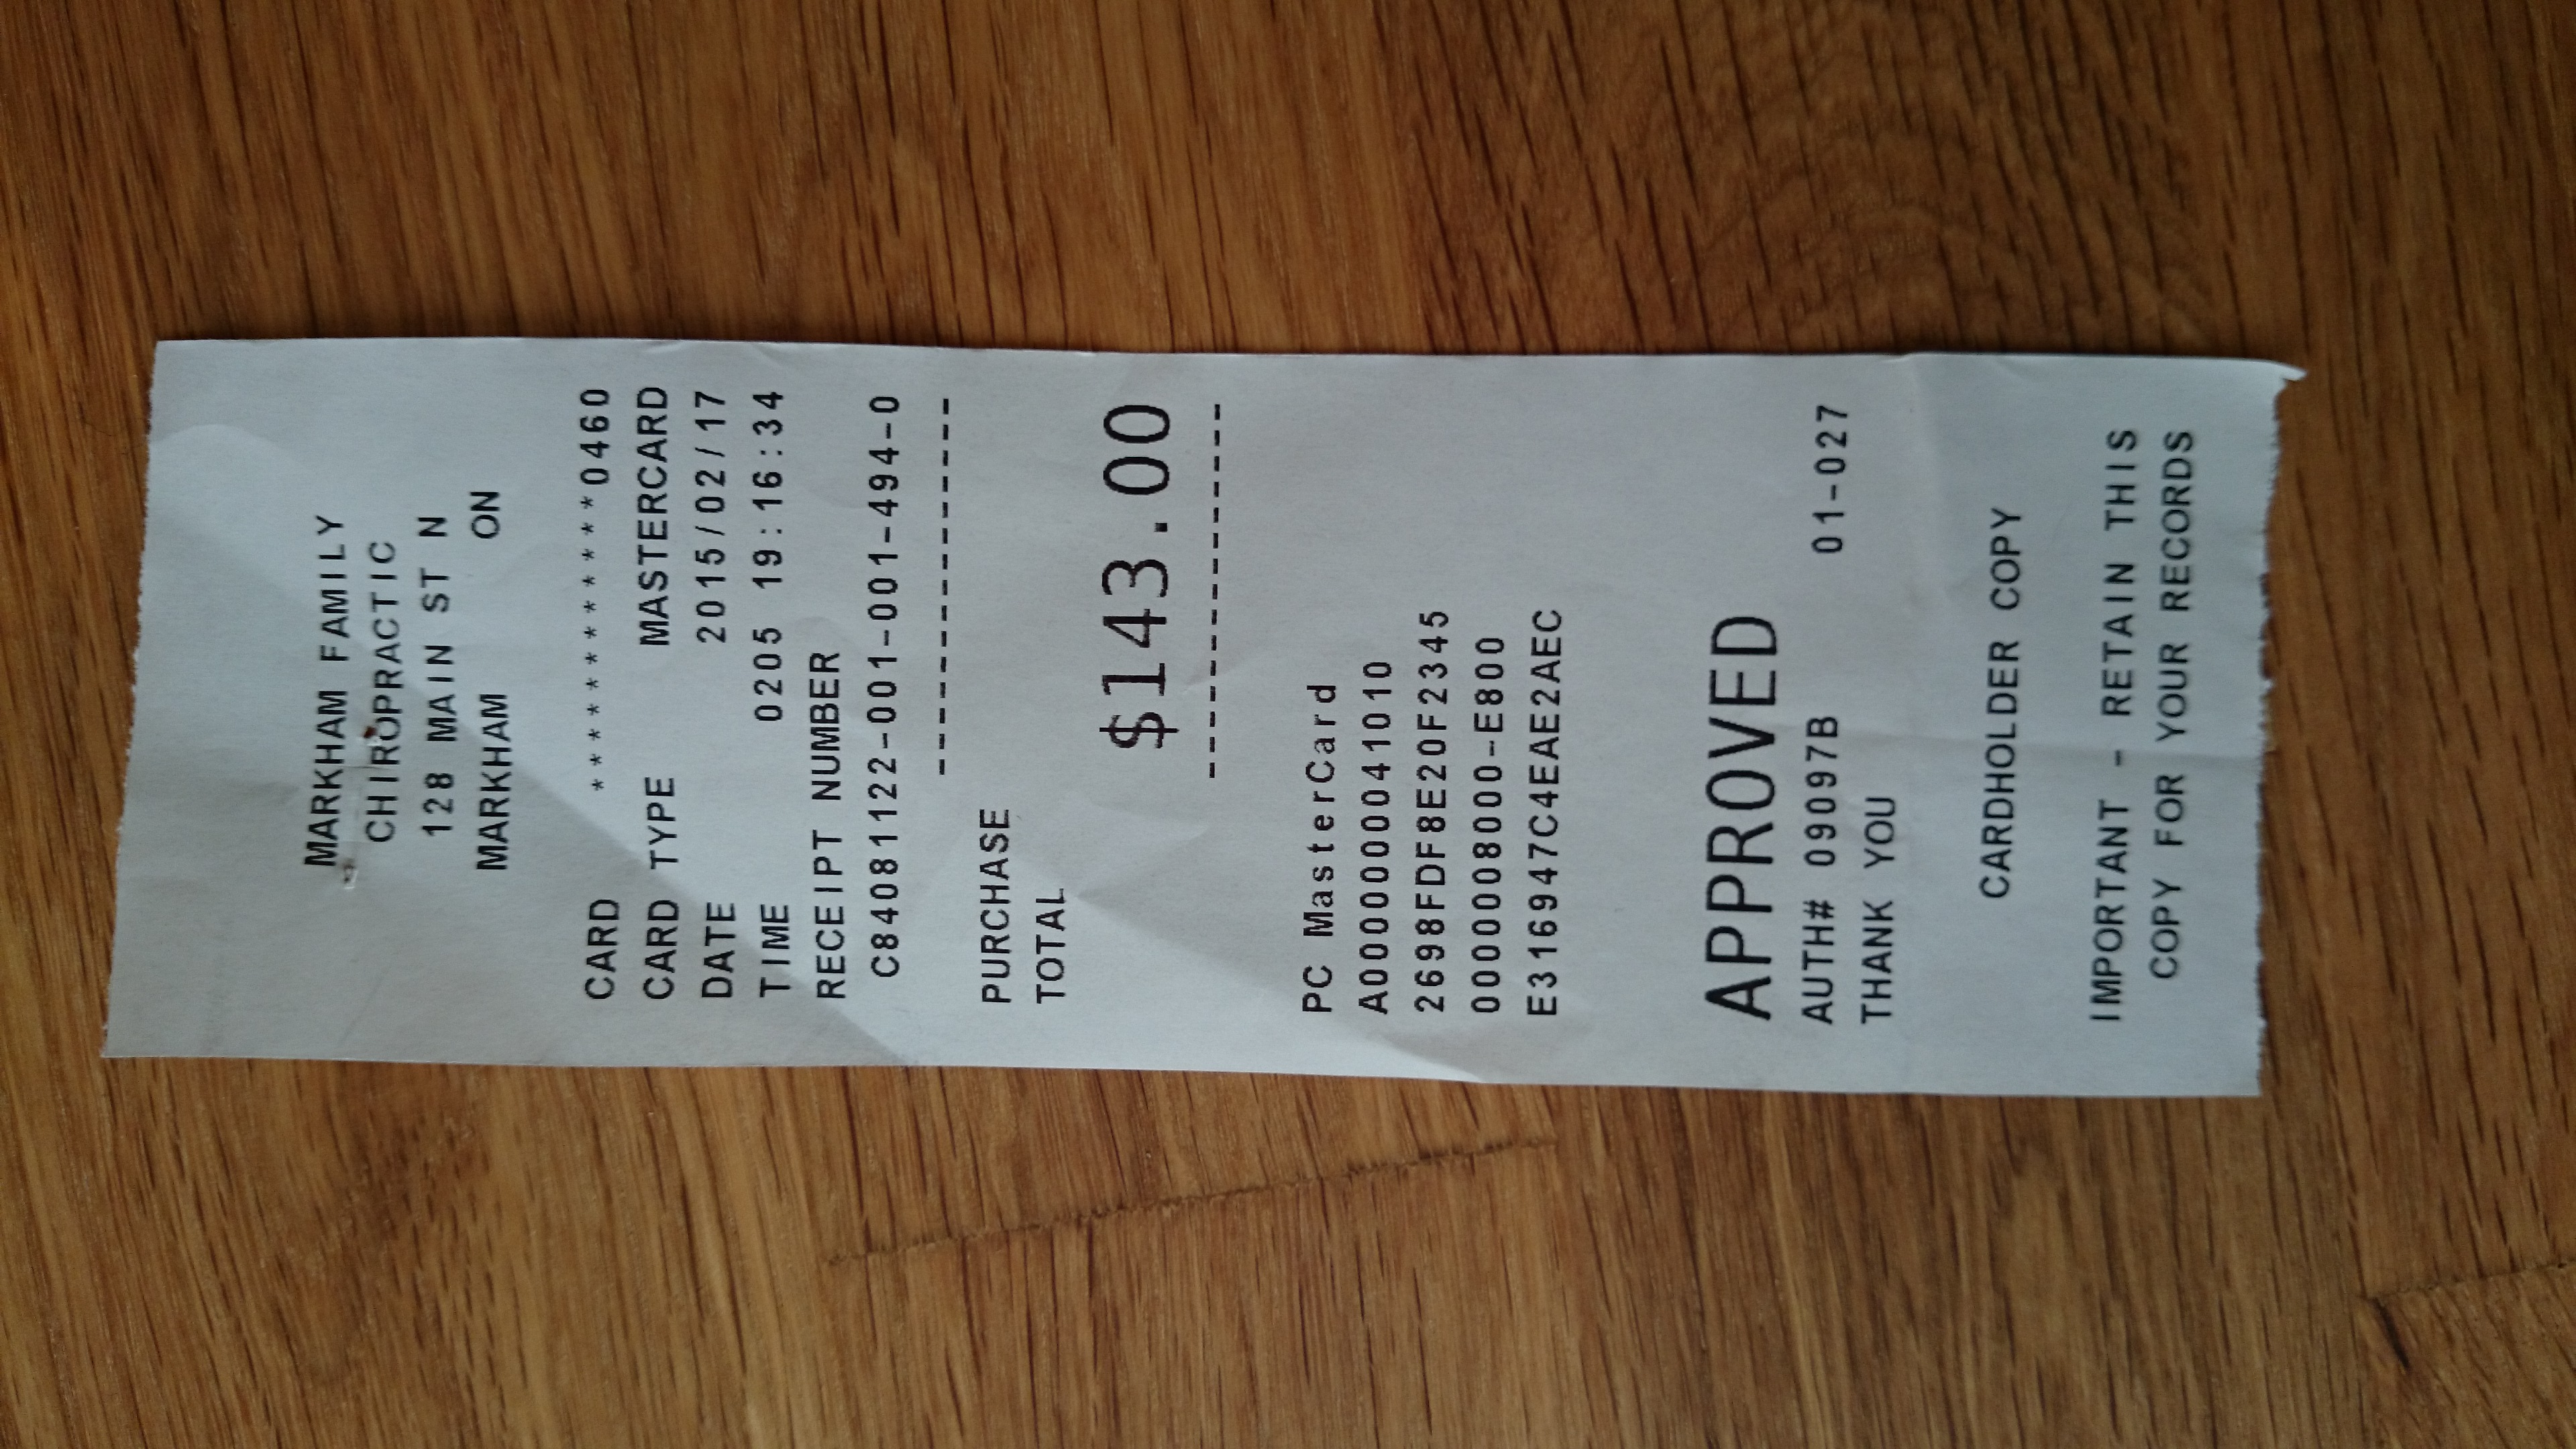 MARKHAM FAMILY
CHIROPRACTIC
128 MAIN ST N
MARKHAM ON
CARD ************0460
CARD TYPE MASTERCARD
DATE 2015/02/17
TIME 0205 19:16:34
RECEIPT NUMBER
C84081122-001-001-494-0
---------------
PURCHASE
TOTAL
$143.00
---------------
PC MasterCard
A0000000041010
2698FDF8E20F2345
0000008000-E800
E316947C4EAE2AEC
APPROVED
AUTH# 09097B 01-027
THANK YOU
CARDHOLDER COPY
IMPORTANT - RETAIN THIS
COPY FOR YOUR RECORDS